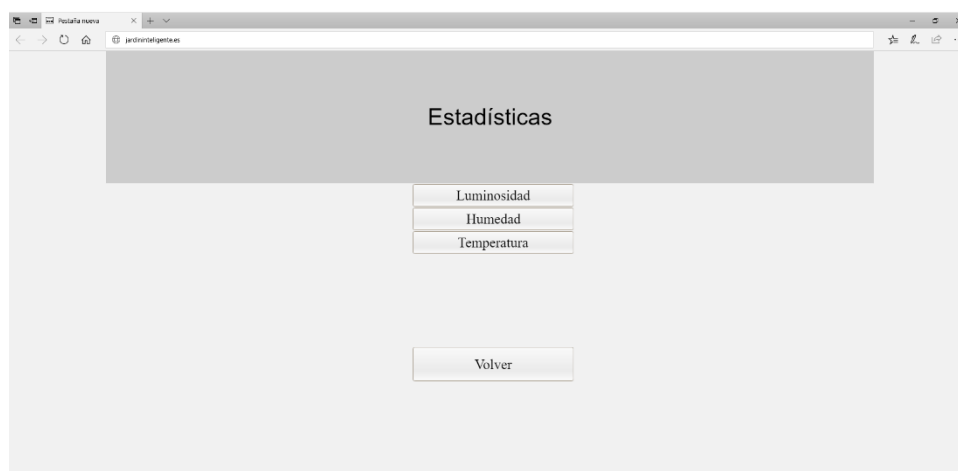 Pestaña nueva
jardininteligente.es
Estadísticas
Luminosidad
Humedad
Temperatura
Volver